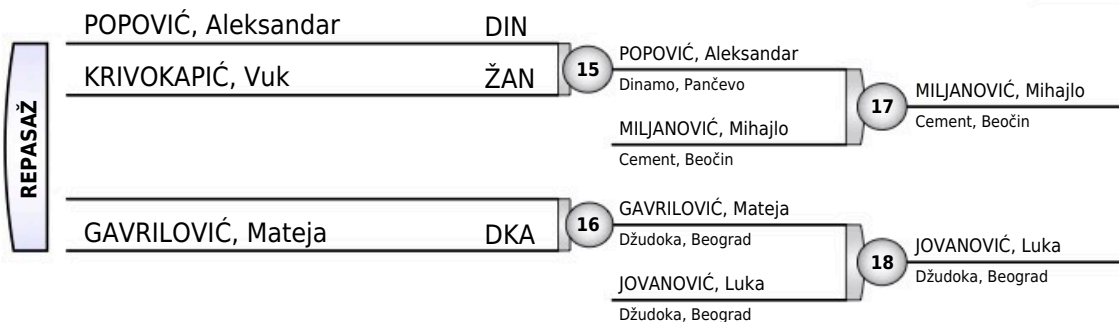 REPASAŽ
POPOVIĆ, Aleksandar DIN
KRIVOKAPIĆ, Vuk ŽAN
15
POPOVIĆ, Aleksandar
Dinamo, Pančevo
MILJANOVIĆ, Mihajlo
Cement, Beočin
17
MILJANOVIĆ, Mihajlo
Cement, Beočin
GAVRILOVIĆ, Mateja DKA
16
GAVRILOVIĆ, Mateja
Džudoka, Beograd
JOVANOVIĆ, Luka
Džudoka, Beograd
18
JOVANOVIĆ, Luka
Džudoka, Beograd